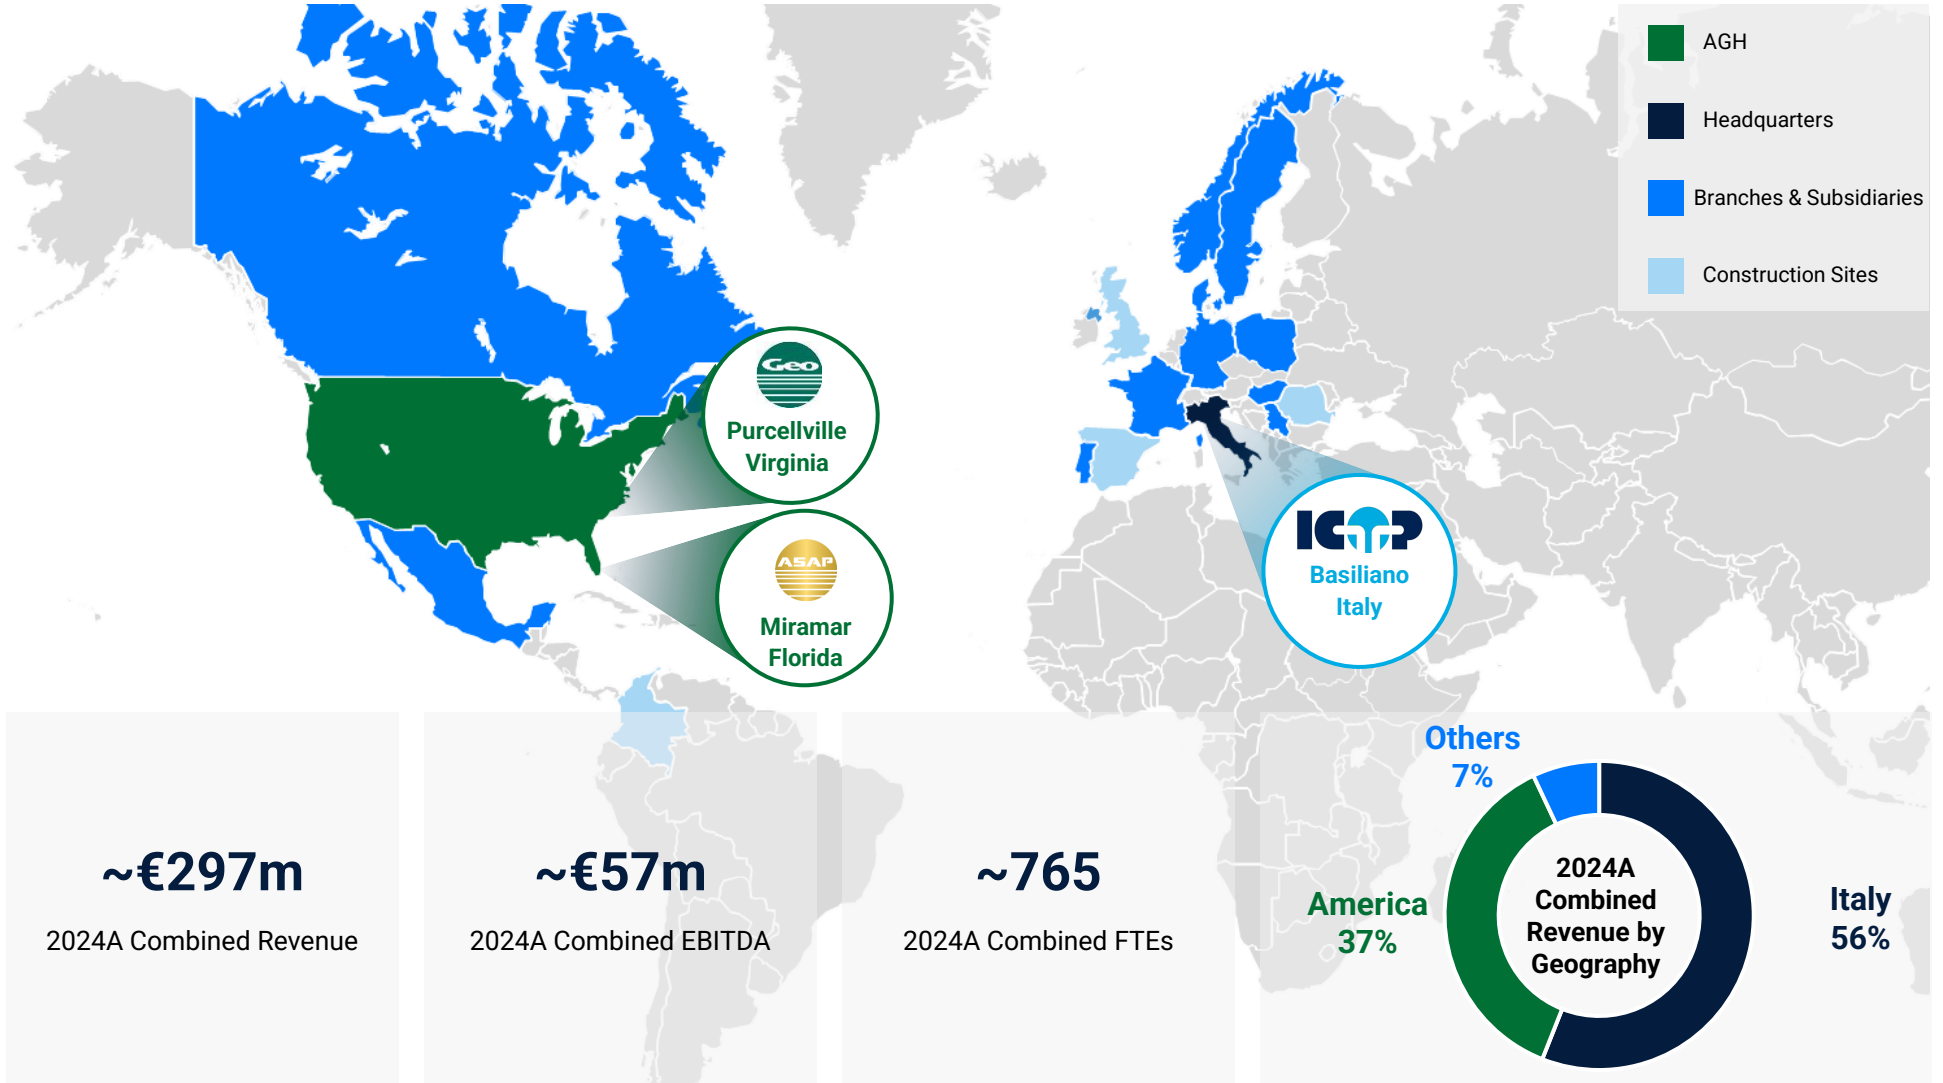 AGH
Headquarters
Branches & Subsidiaries
Construction Sites
Geo
Purcellville
Virginia
ASAP
Miramar
Florida
ICOP
Basiliano
Italy
~€297m
2024A Combined Revenue
~€57m
2024A Combined EBITDA
~765
2024A Combined FTEs
Others
7%
America
37%
2024A
Combined
Revenue by
Geography
Italy
56%